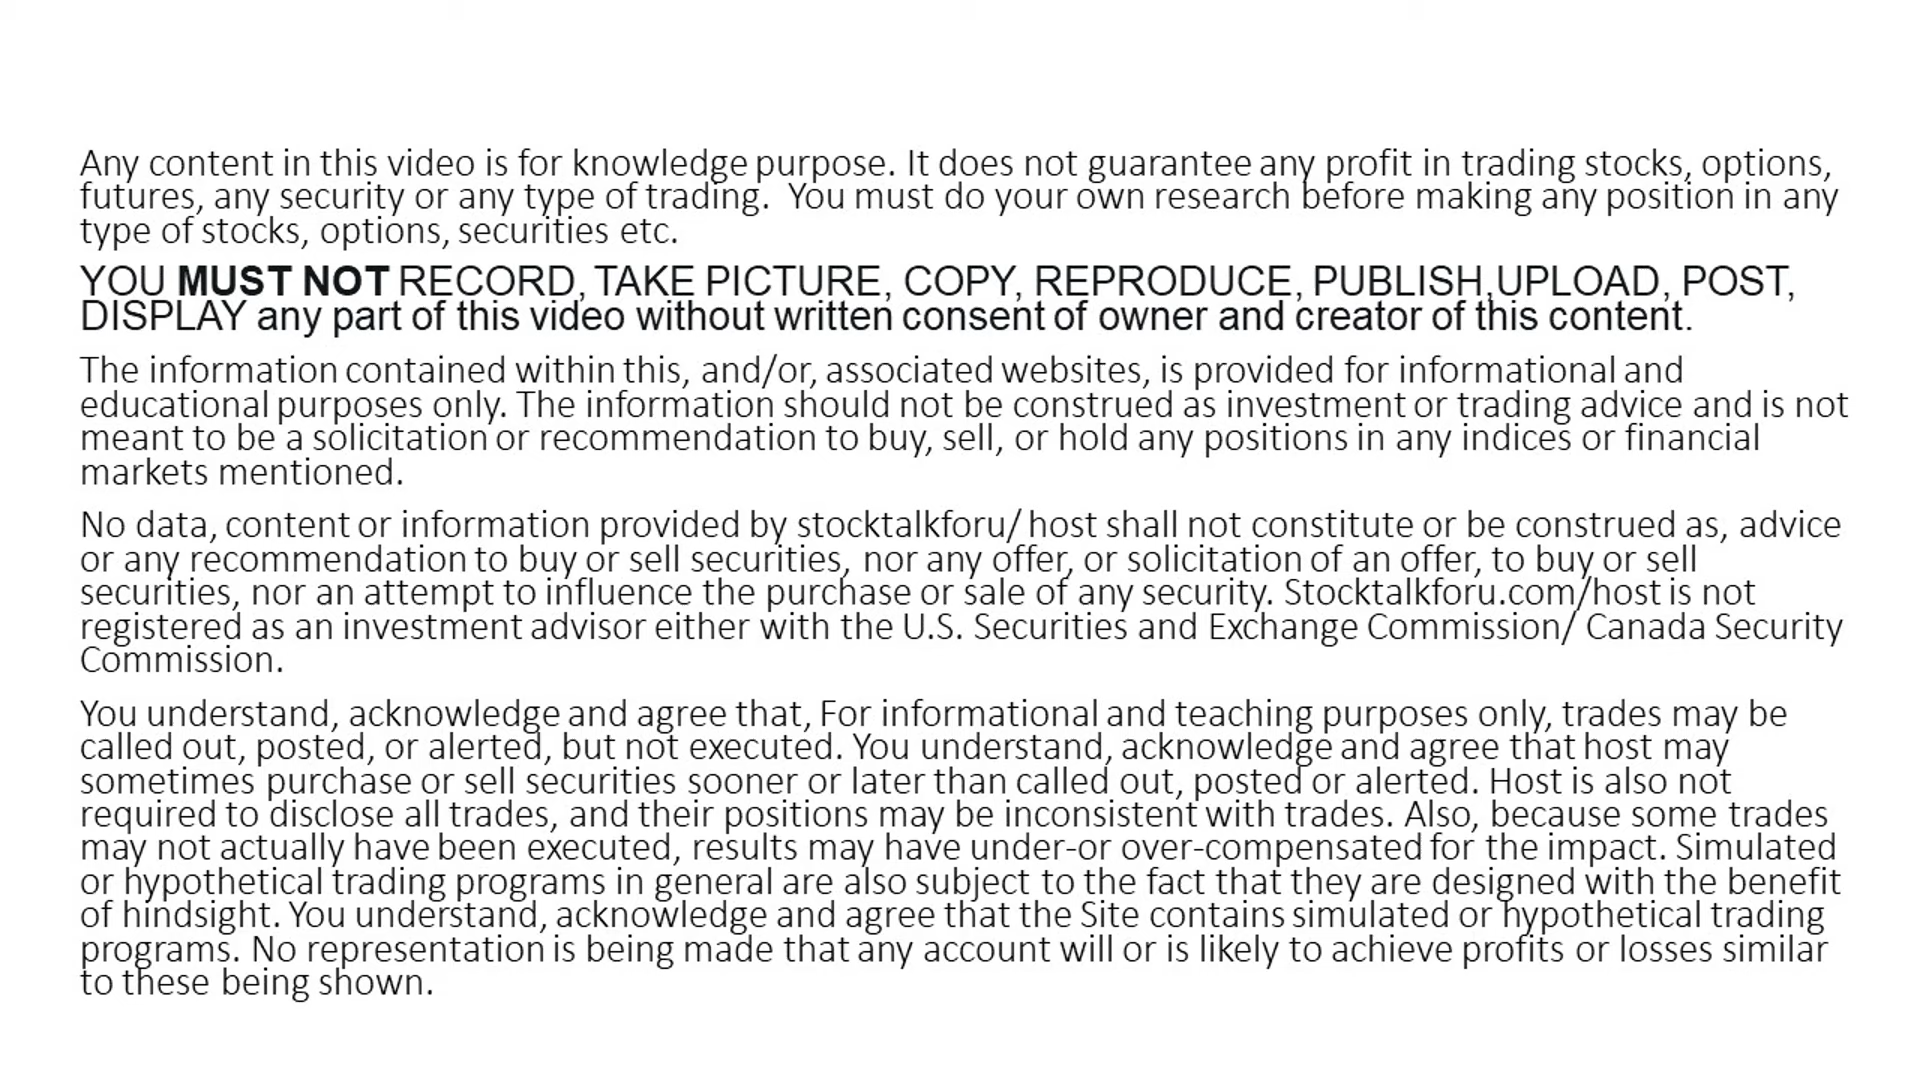 Any content in this video is for knowledge purpose. It does not guarantee any profit in trading stocks, options,
futures, any security or any type of trading.  You must do your own research before making any position in any
type of stocks, options, securities etc.
YOU MUST NOT RECORD, TAKE PICTURE, COPY, REPRODUCE, PUBLISH,UPLOAD, POST,
DISPLAY any part of this video without written consent of owner and creator of this content.
The information contained within this, and/or, associated websites, is provided for informational and
educational purposes only. The information should not be construed as investment or trading advice and is not
meant to be a solicitation or recommendation to buy, sell, or hold any positions in any indices or financial
markets mentioned.
No data, content or information provided by stocktalkforu/ host shall not constitute or be construed as, advice
or any recommendation to buy or sell securities, nor any offer, or solicitation of an offer, to buy or sell
securities, nor an attempt to influence the purchase or sale of any security. Stocktalkforu.com/host is not
registered as an investment advisor either with the U.S. Securities and Exchange Commission/ Canada Security
Commission.
You understand, acknowledge and agree that, For informational and teaching purposes only, trades may be
called out, posted, or alerted, but not executed. You understand, acknowledge and agree that host may
sometimes purchase or sell securities sooner or later than called out, posted or alerted. Host is also not
required to disclose all trades, and their positions may be inconsistent with trades. Also, because some trades
may not actually have been executed, results may have under-or over-compensated for the impact. Simulated
or hypothetical trading programs in general are also subject to the fact that they are designed with the benefit
of hindsight. You understand, acknowledge and agree that the Site contains simulated or hypothetical trading
programs. No representation is being made that any account will or is likely to achieve profits or losses similar
to these being shown.